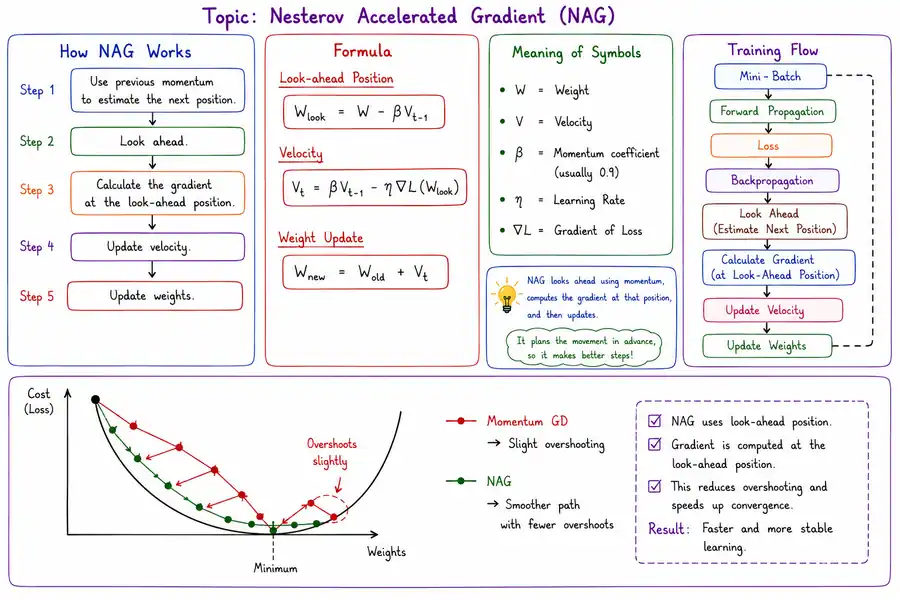 Topic: Nesterov Accelerated Gradient (NAG)
How NAG Works
Step 1
Use previous momentum
to estimate the next position.
Step 2
Look ahead.
Step 3
Calculate the gradient
at the look-ahead position.
Step 4
Update velocity.
Step 5
Update weights.
Formula
Look-ahead Position
W_look = W - βV_t-1
Velocity
V_t = βV_t-1 - η∇L(W_look)
Weight Update
W_new = W_old + V_t
Meaning of Symbols
• W = Weight
• V = Velocity
• β = Momentum coefficient
(usually 0.9)
• η = Learning Rate
• ∇L = Gradient of Loss
NAG looks ahead using momentum,
computes the gradient at that position,
and then updates.
It plans the movement in advance,
so it makes better steps!
Training Flow
Mini-Batch
Forward Propagation
Loss
Backpropagation
Look Ahead
(Estimate Next Position)
Calculate Gradient
(at Look-Ahead Position)
Update Velocity
Update Weights
Cost
(Loss)
Overshoots
slightly
Weights
Minimum
Momentum GD
→ Slight overshooting
NAG
→ Smoother path
with fewer overshoots
NAG uses look-ahead position.
Gradient is computed at the
look-ahead position.
This reduces overshooting and
speeds up convergence.
Result: Faster and more stable
learning.